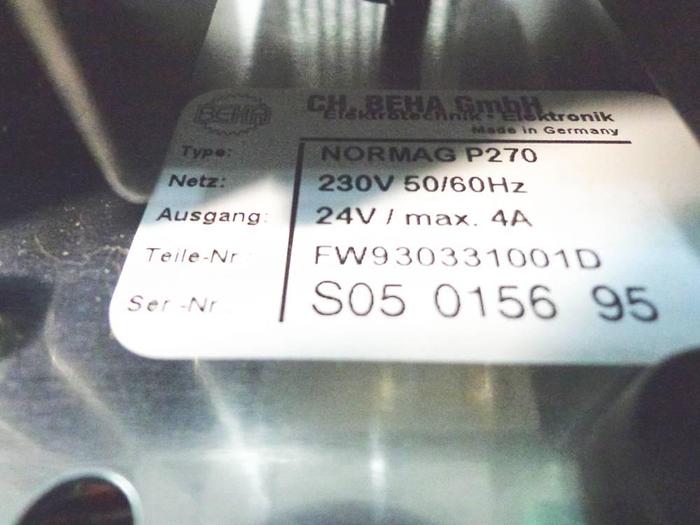 BEHA CH. BEHA GmbH
Elektrotechnik - Elektronik
Made in Germany
Type: NORMAG P270
Netz: 230V 50/60Hz
Ausgang: 24V / max. 4A
Teile-Nr : FW930331001D
Ser -Nr S05 0156 95